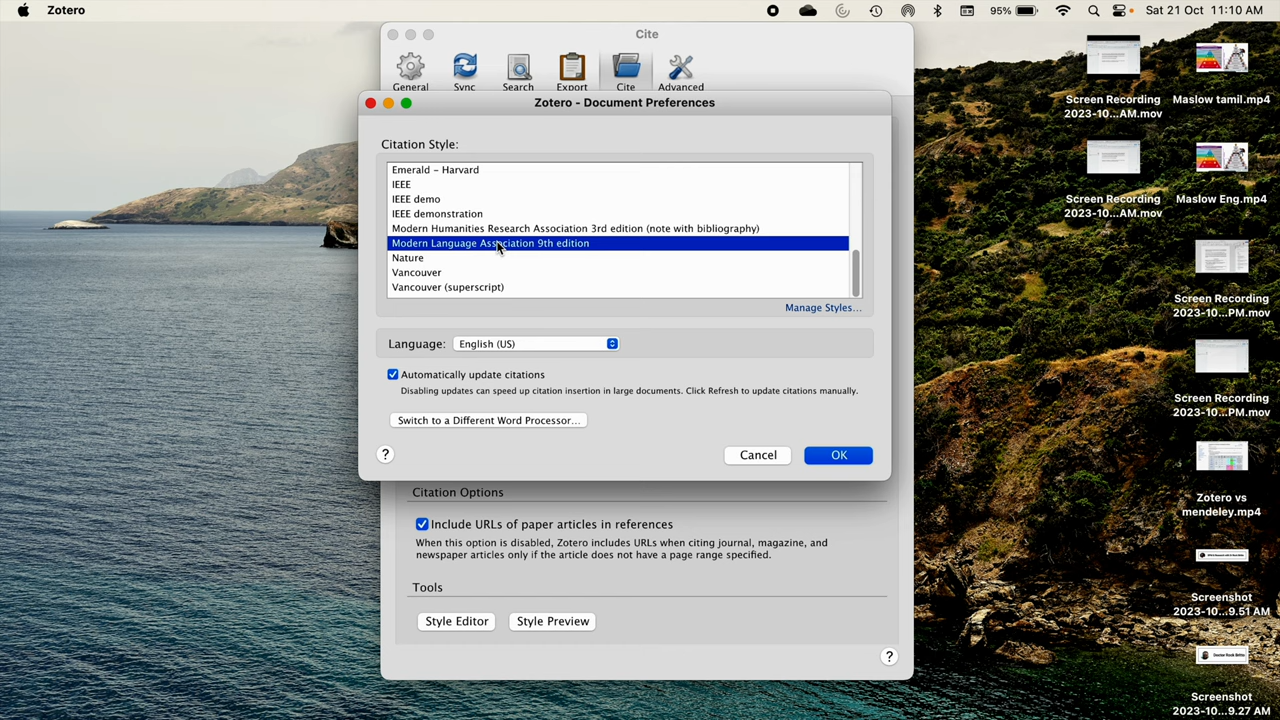 Zotero
95%
Sat 21 Oct 11:10 AM
Cite
General
Sync
Search
Export
Cite
Advanced
Zotero - Document Preferences
Citation Style:
Emerald - Harvard
IEEE
IEEE demo
IEEE demonstration
Modern Humanities Research Association 3rd edition (note with bibliography)
Modern Language Association 9th edition
Nature
Vancouver
Vancouver (superscript)
Manage Styles...
Language:
English (US)
Automatically update citations
Disabling updates can speed up citation insertion in large documents. Click Refresh to update citations manually.
Switch to a Different Word Processor...
?
Cancel
OK
Citation Options
Include URLs of paper articles in references
When this option is disabled, Zotero includes URLs when citing journal, magazine, and
newspaper articles only if the article does not have a page range specified.
Tools
Style Editor
Style Preview
?
Screen Recording
2023-10...AM.mov
Maslow tamil.mp4
Screen Recording
2023-10...AM.mov
Maslow Eng.mp4
Screen Recording
2023-10...PM.mov
Screen Recording
2023-10...PM.mov
Zotero vs
mendeley.mp4
Screenshot
2023-10...9.51 AM
Screenshot
2023-10...9.27 AM